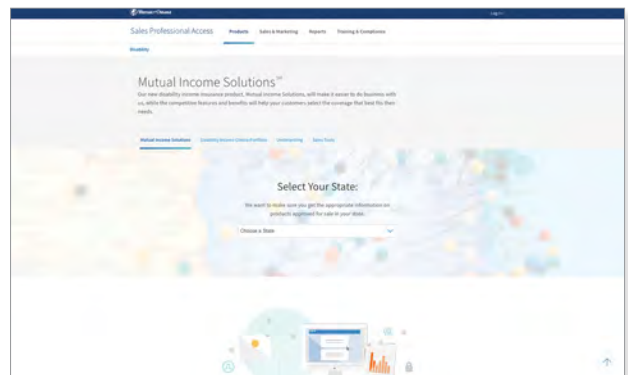 Mutual of Omaha
Log In
Sales Professional Access
Products Sales & Marketing Reports Training & Compliance
Disability
Mutual Income Solutions℠
Our new disability income insurance product, Mutual Income Solutions, will make it easier to do business with
us, while the competitive features and benefits will help your customers select the coverage that best fits their
needs.
Mutual Income Solutions Disability Income Choice Portfolio Underwriting Sales Tools
Select Your State:
We want to make sure you get the appropriate information on
products approved for sale in your state.
Choose a State